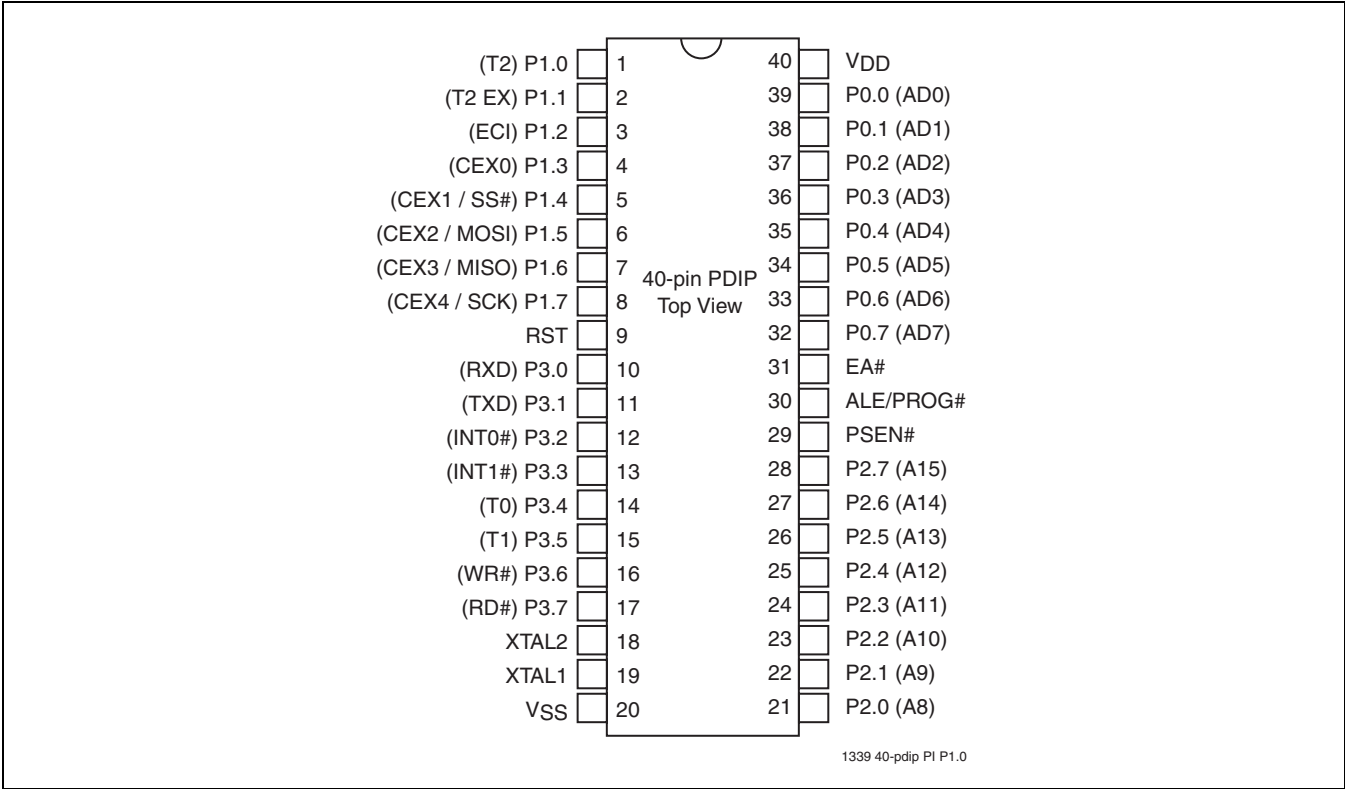 (T2) P1.0 1 40 VDD
(T2 EX) P1.1 2 39 P0.0 (AD0)
(ECI) P1.2 3 38 P0.1 (AD1)
(CEX0) P1.3 4 37 P0.2 (AD2)
(CEX1 / SS#) P1.4 5 36 P0.3 (AD3)
(CEX2 / MOSI) P1.5 6 35 P0.4 (AD4)
(CEX3 / MISO) P1.6 7 34 P0.5 (AD5)
40-pin PDIP
Top View
(CEX4 / SCK) P1.7 8 33 P0.6 (AD6)
RST 9 32 P0.7 (AD7)
(RXD) P3.0 10 31 EA#
(TXD) P3.1 11 30 ALE/PROG#
(INT0#) P3.2 12 29 PSEN#
(INT1#) P3.3 13 28 P2.7 (A15)
(T0) P3.4 14 27 P2.6 (A14)
(T1) P3.5 15 26 P2.5 (A13)
(WR#) P3.6 16 25 P2.4 (A12)
(RD#) P3.7 17 24 P2.3 (A11)
XTAL2 18 23 P2.2 (A10)
XTAL1 19 22 P2.1 (A9)
VSS 20 21 P2.0 (A8)
1339 40-pdip PI P1.0